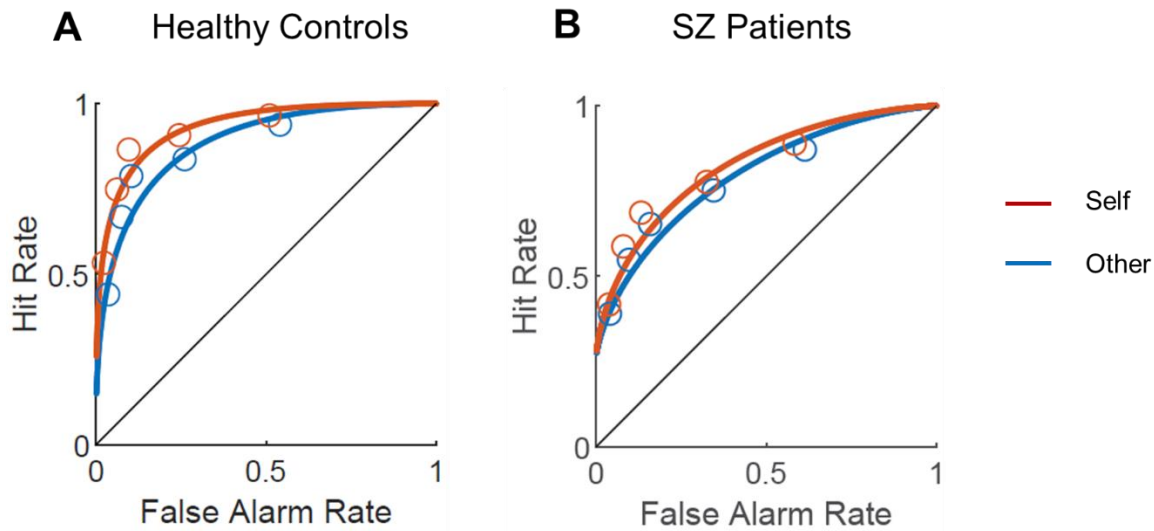 A Healthy Controls
B SZ Patients
1
0.5
0
Hit Rate
0 0.5 1
False Alarm Rate
1
0.5
0
Hit Rate
0 0.5 1
False Alarm Rate
Self
Other